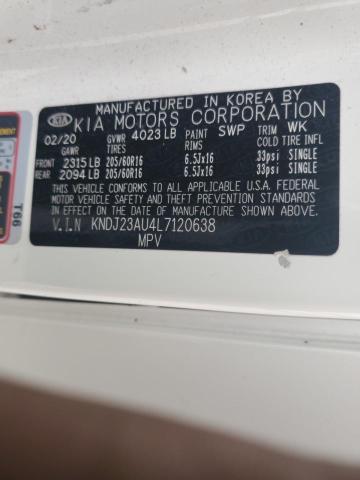 MANUFACTURED IN KOREA BY
KIA KIA MOTORS CORPORATION
02/20 GVWR 4023 LB PAINT SWP TRIM WK
GAWR TIRES RIMS COLD TIRE INFL
FRONT 2315 LB 205/60R16 6.5Jx16 33psi SINGLE
REAR 2094 LB 205/60R16 6.5Jx16 33psi SINGLE
THIS VEHICLE CONFORMS TO ALL APPLICABLE U.S.A. FEDERAL
MOTOR VEHICLE SAFETY AND THEFT PREVENTION STANDARDS
IN EFFECT ON THE DATE OF MANUFACTURE SHOWN ABOVE.
V.I.N KNDJ23AU4L7120638
MPV
T66